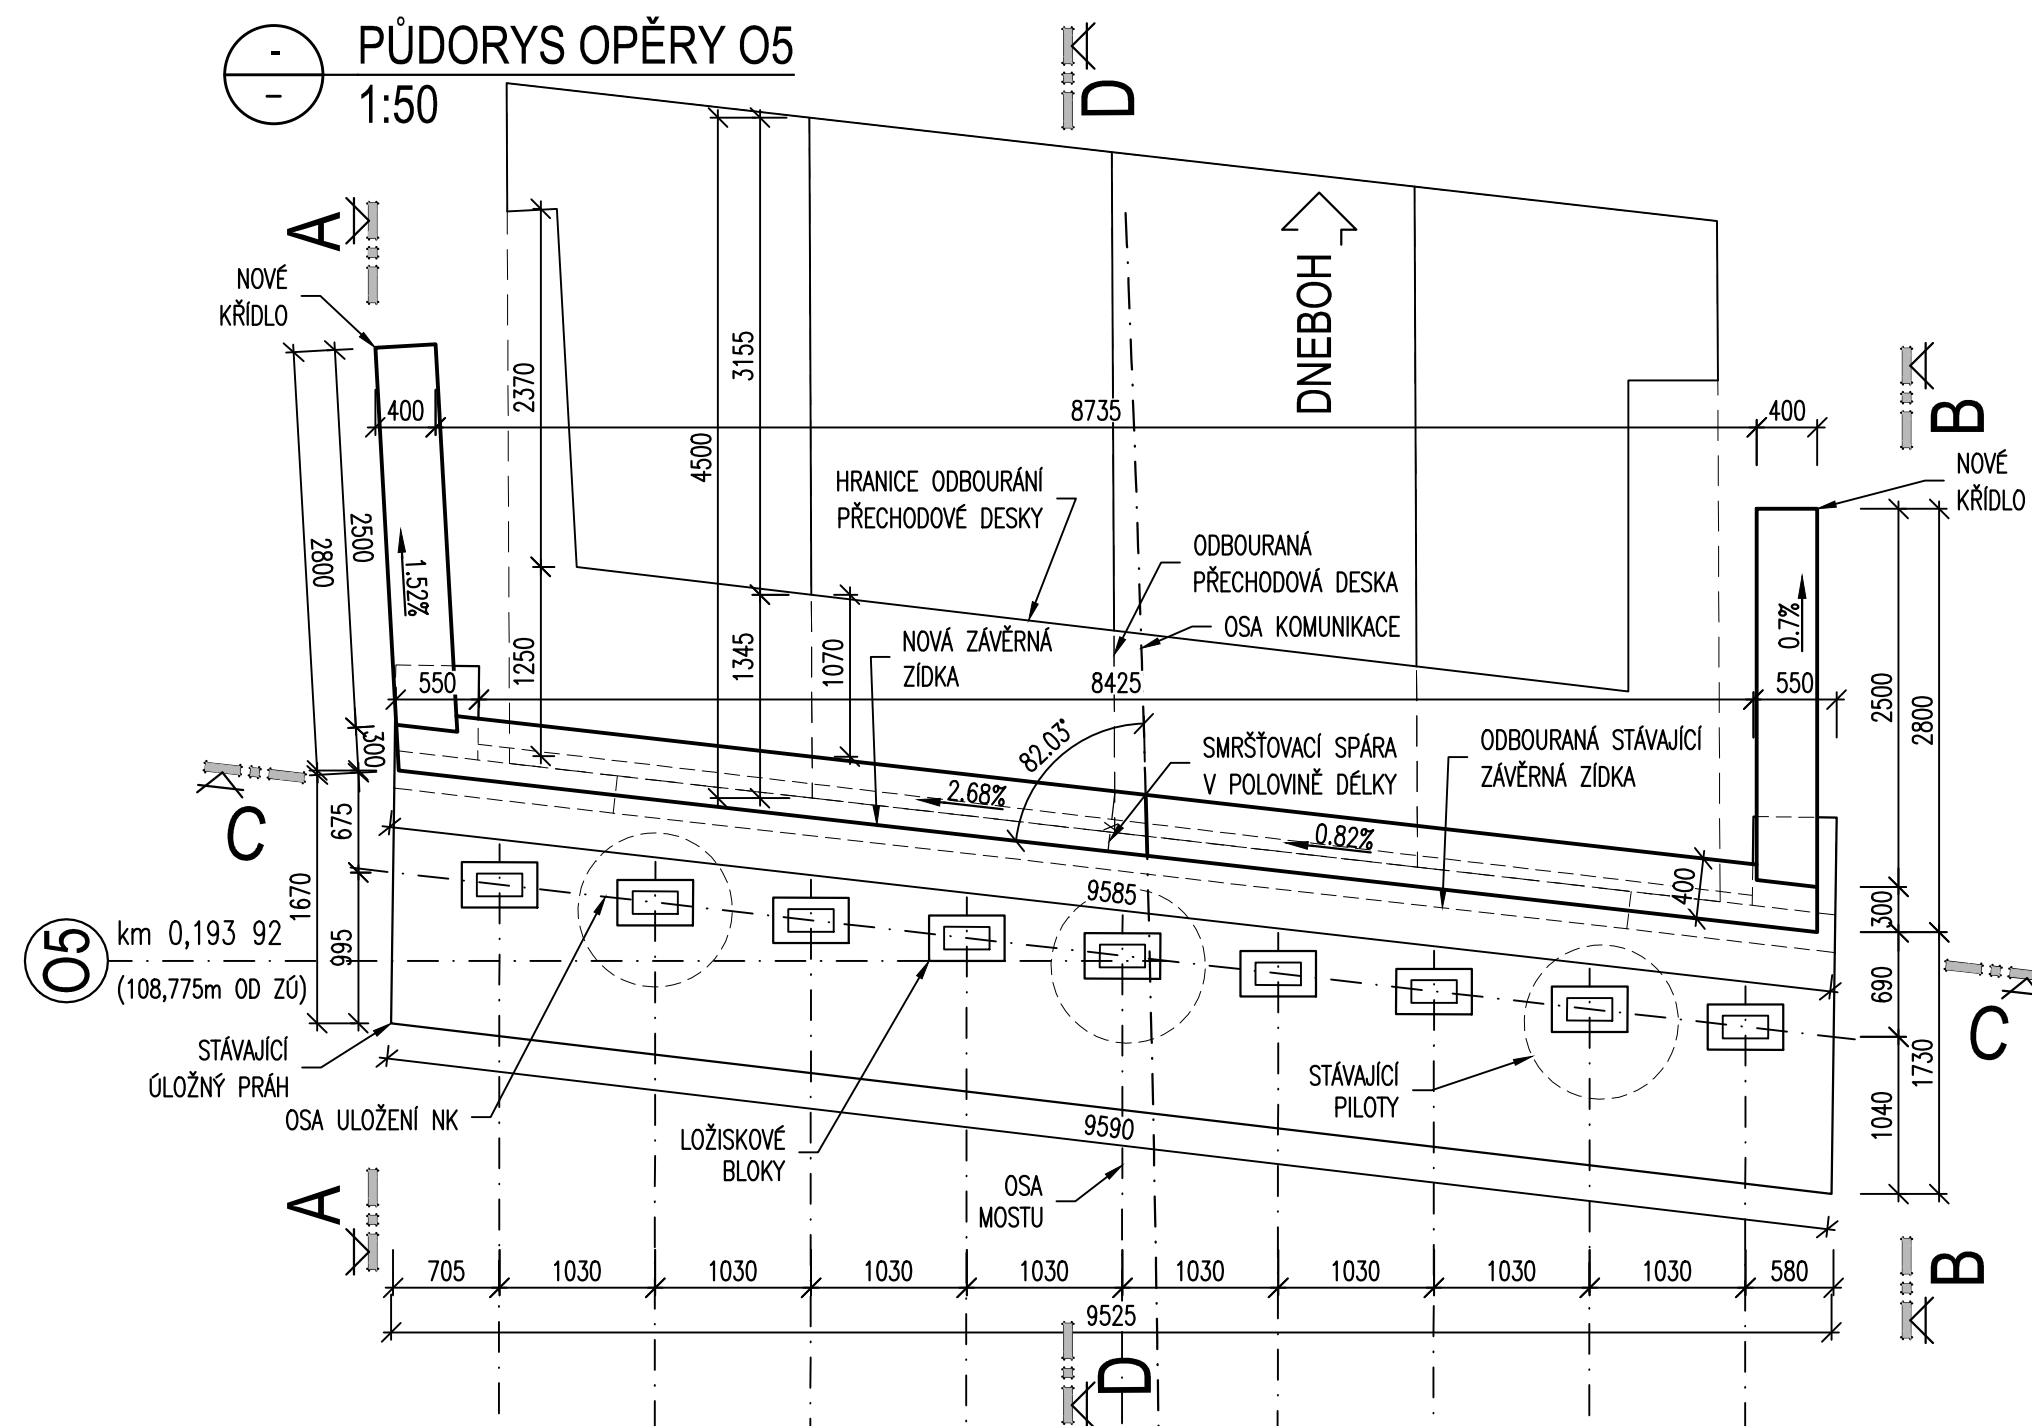 -
–
PŮDORYS OPĚRY O5
1:50
D
A
B
NOVÉ
KŘÍDLO
DNEBOH
2370
3155
4500
400
8735
400
NOVÉ
KŘÍDLO
HRANICE ODBOURÁNÍ
PŘECHODOVÉ DESKY
ODBOURANÁ
PŘECHODOVÁ DESKA
OSA KOMUNIKACE
2800
2500
1.52%
0.7%
1250
1345
1070
NOVÁ ZÁVĚRNÁ
ZÍDKA
550
8425
550
2500
2800
300
82.03°
SMRŠŤOVACÍ SPÁRA
V POLOVINĚ DÉLKY
ODBOURANÁ STÁVAJÍCÍ
ZÁVĚRNÁ ZÍDKA
2.68%
0.82%
C
675
1670
995
9585
400
300
690
O5
km 0,193 92
(108,775m OD ZÚ)
C
STÁVAJÍCÍ
ÚLOŽNÝ PRÁH
OSA ULOŽENÍ NK
LOŽISKOVÉ
BLOKY
9590
OSA
MOSTU
STÁVAJÍCÍ
PILOTY
1040
1730
A
B
705
1030
1030
1030
1030
1030
1030
1030
1030
580
9525
D